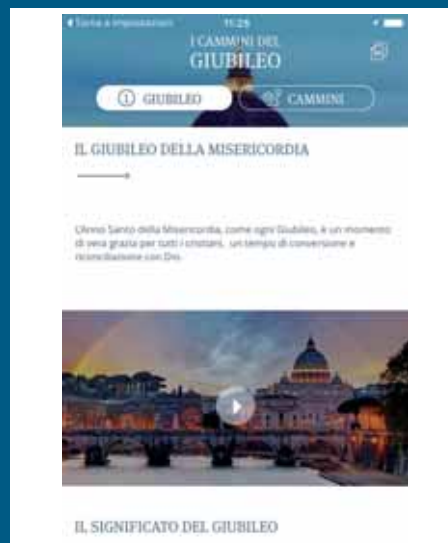 Torna a Impostazioni 11:25
I CAMMINI DEL
GIUBILEO
GIUBILEO CAMMINI
IL GIUBILEO DELLA MISERICORDIA
L'Anno Santo della Misericordia, come ogni Giubileo, è un momento
di vera grazia per tutti i cristiani, un tempo di conversione e
riconciliazione con Dio.
IL SIGNIFICATO DEL GIUBILEO